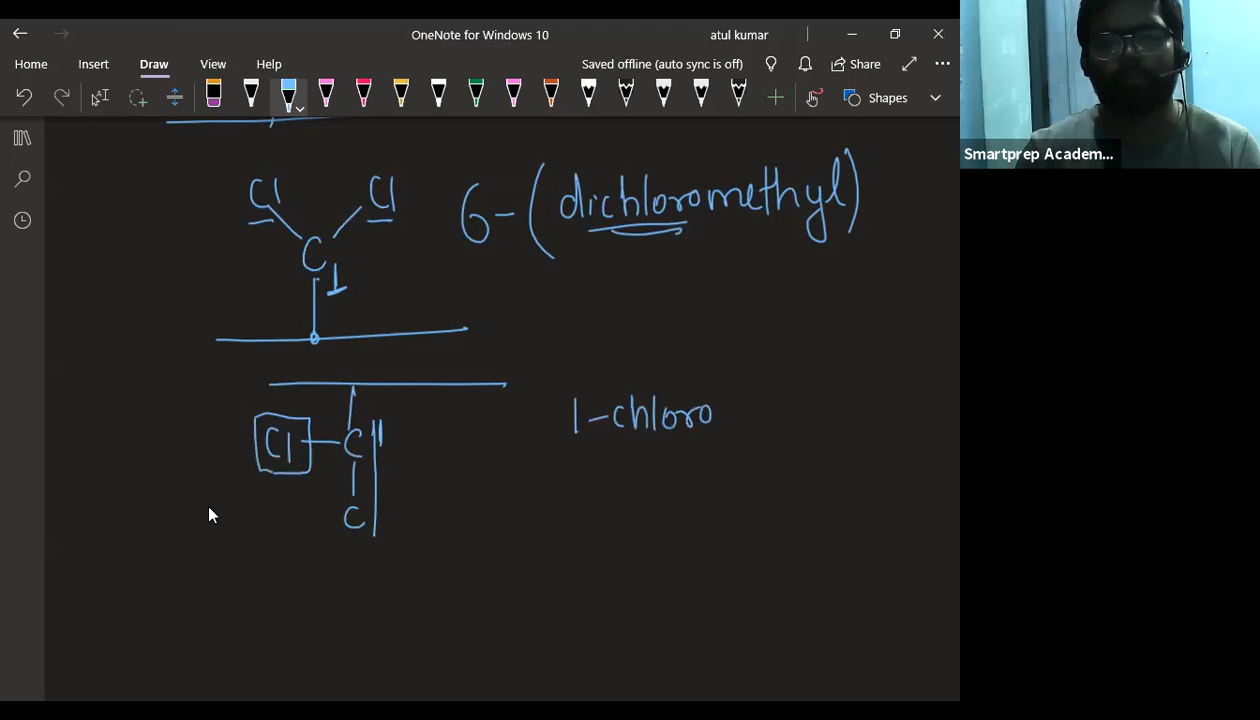 OneNote for Windows 10
atul kumar
Home
Insert
Draw
View
Help
Saved offline (auto sync is off)
Share
Shapes
Smartprep Academ...
Cl Cl
6-(dichloromethyl)
C
1
Cl C
1-chloro
C